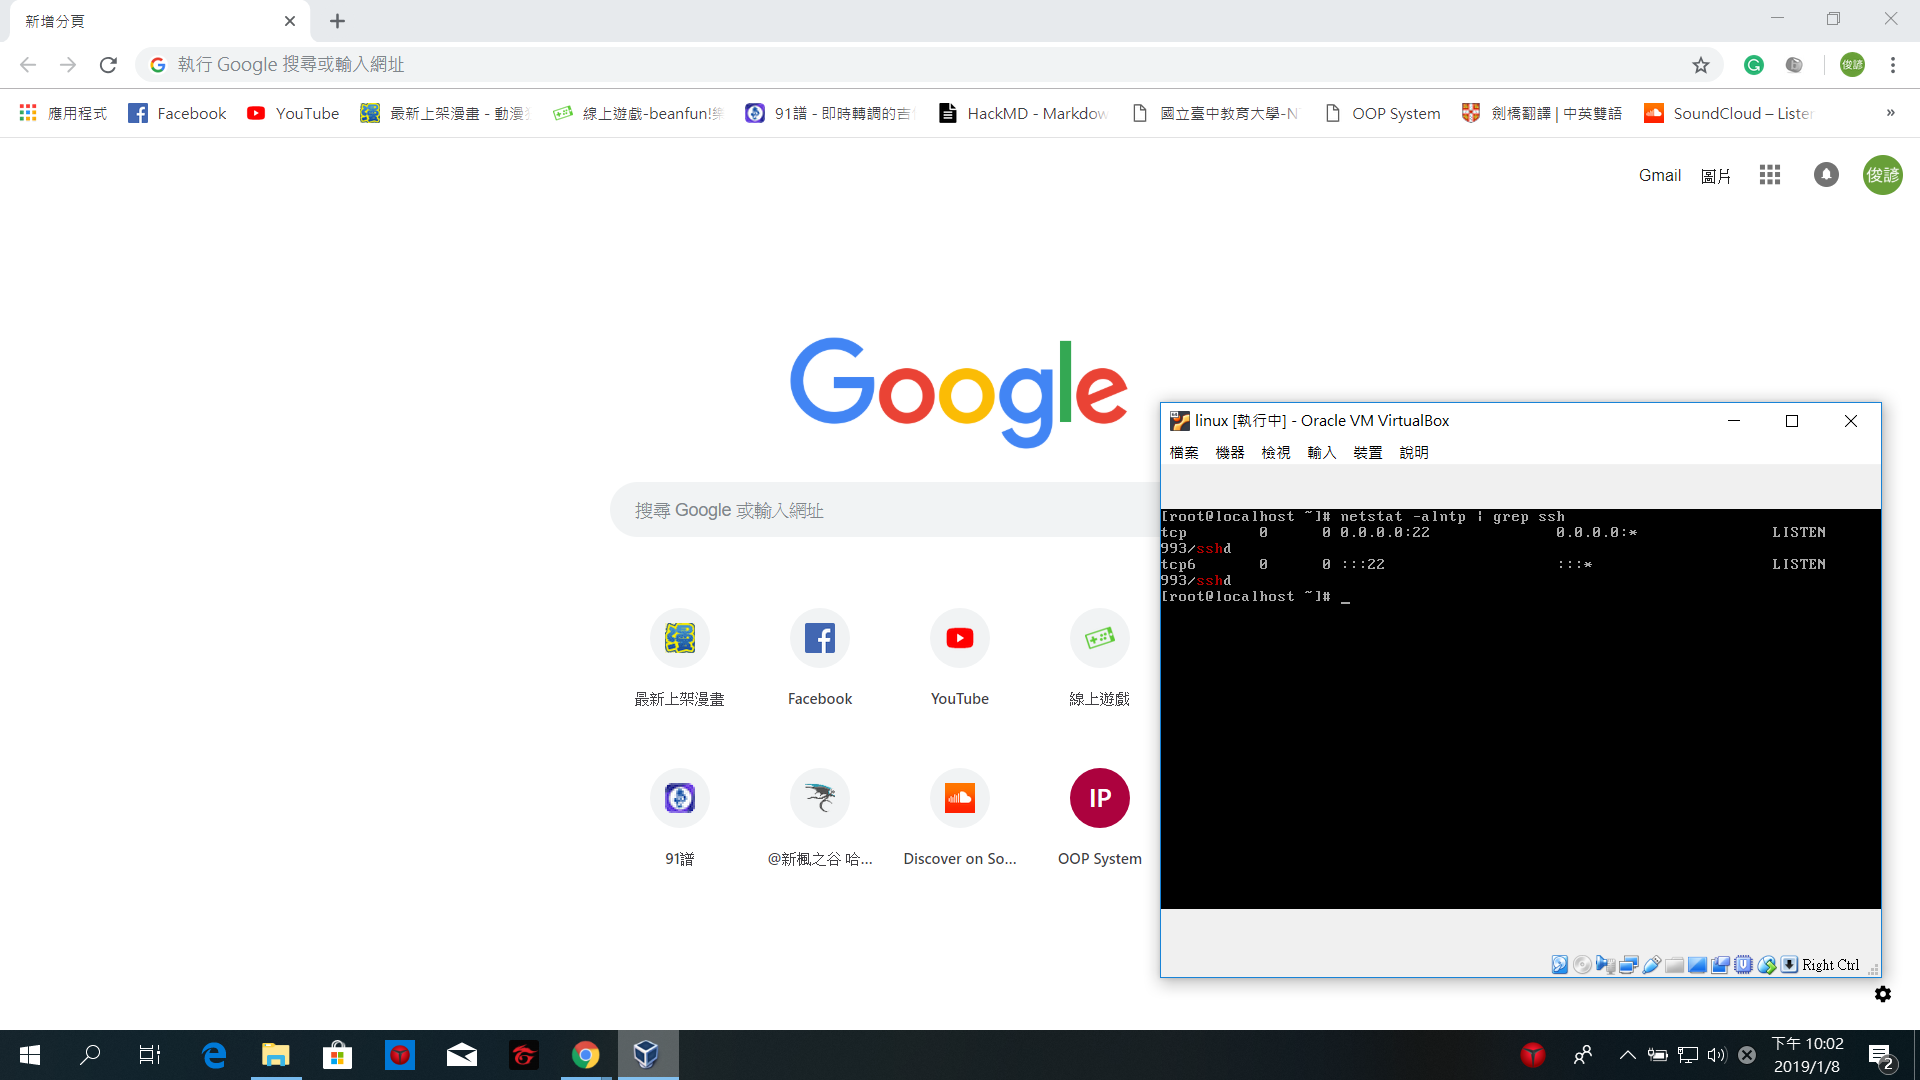 新增分頁
執行 Google 搜尋或輸入網址
俊諺
應用程式 Facebook YouTube 最新上架漫畫 - 動漫 線上遊戲-beanfun! 91譜 - 即時轉調的吉 HackMD - Markdow 國立臺中教育大學-N OOP System 劍橋翻譯 | 中英雙語 SoundCloud – Listen »
Gmail 圖片 俊諺
Google
搜尋 Google 或輸入網址
最新上架漫畫 Facebook YouTube 線上遊戲
IP
91譜 @新楓之谷 哈... Discover on So... OOP System
linux [執行中] - Oracle VM VirtualBox
檔案 機器 檢視 輸入 裝置 說明
[root@localhost ~]# netstat -alntp | grep ssh
tcp 0 0 0.0.0.0:22 0.0.0.0:* LISTEN
993/sshd
tcp6 0 0 :::22 :::* LISTEN
993/sshd
[root@localhost ~]# _
Right Ctrl
下午 10:02
2019/1/8
2